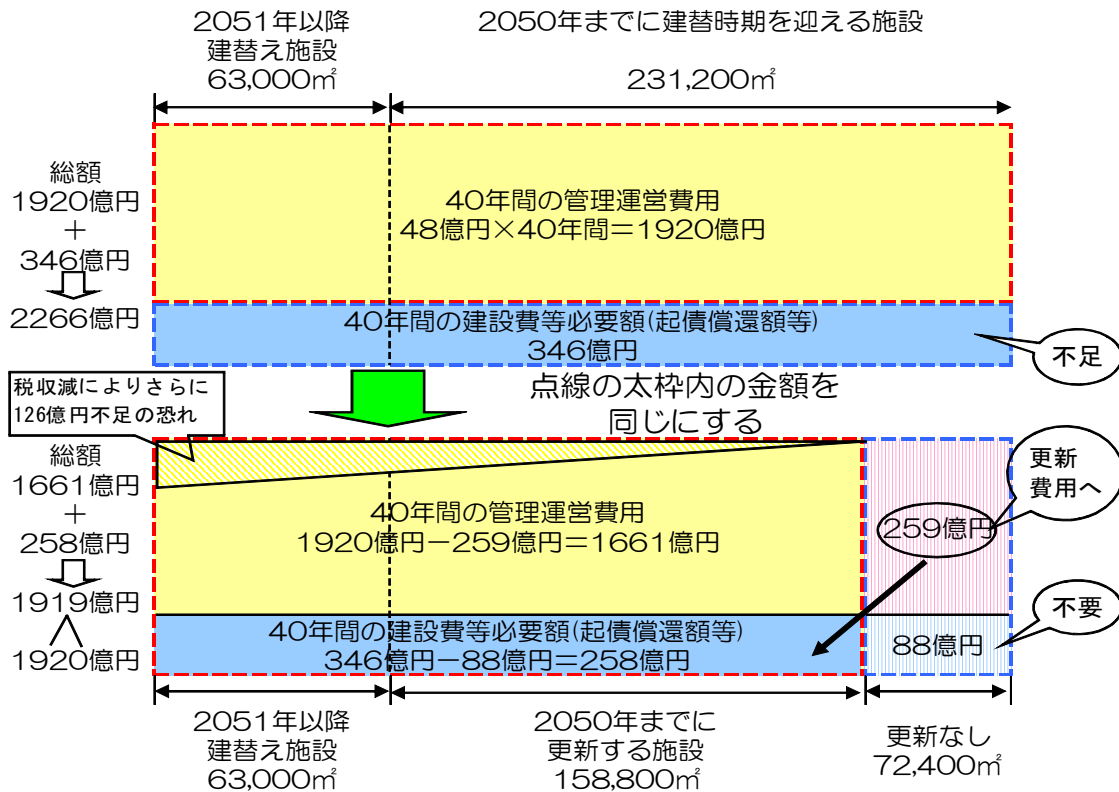 2051年以降
建替え施設
63,000㎡
2050年までに建替時期を迎える施設
231,200㎡
総額
1920億円
＋
346億円
2266億円
40年間の管理運営費用
48億円×40年間＝1920億円
40年間の建設費等必要額(起債償還額等)
346億円
不足
税収減によりさらに
126億円不足の恐れ
点線の太枠内の金額を
同じにする
総額
1661億円
＋
258億円
1919億円
＜
1920億円
40年間の管理運営費用
1920億円－259億円＝1661億円
259億円
更新
費用へ
40年間の建設費等必要額(起債償還額等)
346億円－88億円＝258億円
88億円
不要
2051年以降
建替え施設
63,000㎡
2050年までに
更新する施設
158,800㎡
更新なし
72,400㎡